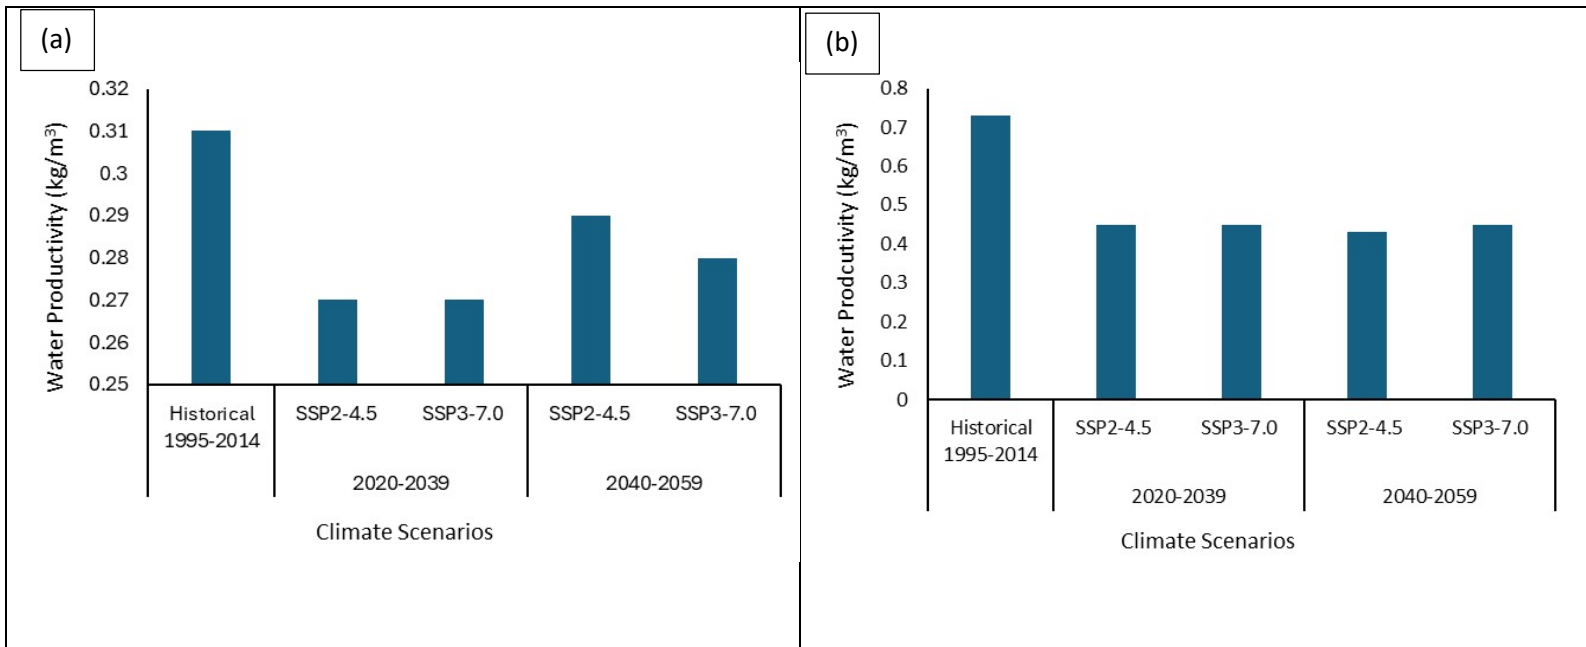 (a)
Water Productivity (kg/m³)
0.32
0.31
0.3
0.29
0.28
0.27
0.26
0.25
Historical
1995-2014
SSP2-4.5
SSP3-7.0
SSP2-4.5
SSP3-7.0
2020-2039
2040-2059
Climate Scenarios
(b)
Water Prodcutivity (kg/m³)
0.8
0.7
0.6
0.5
0.4
0.3
0.2
0.1
0
Historical
1995-2014
SSP2-4.5
SSP3-7.0
SSP2-4.5
SSP3-7.0
2020-2039
2040-2059
Climate Scenarios